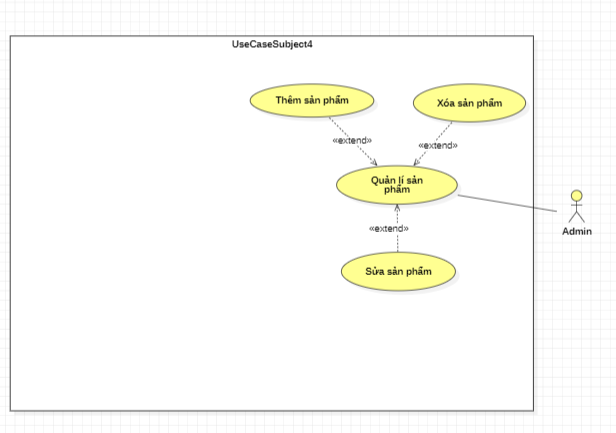 UseCaseSubject4
Thêm sản phẩm
Xóa sản phẩm
«extend»
«extend»
Quản lí sản
phẩm
Admin
«extend»
Sửa sản phẩm